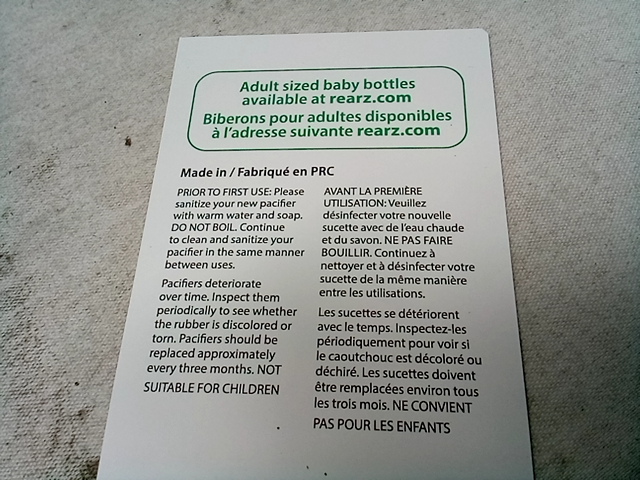 Adult sized baby bottles
available at rearz.com
Biberons pour adultes disponibles
à l'adresse suivante rearz.com
Made in / Fabriqué en PRC
PRIOR TO FIRST USE: Please
sanitize your new pacifier
with warm water and soap.
DO NOT BOIL. Continue
to clean and sanitize your
pacifier in the same manner
between uses.
Pacifiers deteriorate
over time. Inspect them
periodically to see whether
the rubber is discolored or
torn. Pacifiers should be
replaced approximately
every three months. NOT
SUITABLE FOR CHILDREN
AVANT LA PREMIÈRE
UTILISATION: Veuillez
désinfecter votre nouvelle
sucette avec de l'eau chaude
et du savon. NE PAS FAIRE
BOUILLIR. Continuez à
nettoyer et à désinfecter votre
sucette de la même manière
entre les utilisations.
Les sucettes se détériorent
avec le temps. Inspectez-les
périodiquement pour voir si
le caoutchouc est décoloré ou
déchiré. Les sucettes doivent
être remplacées environ tous
les trois mois. NE CONVIENT
PAS POUR LES ENFANTS